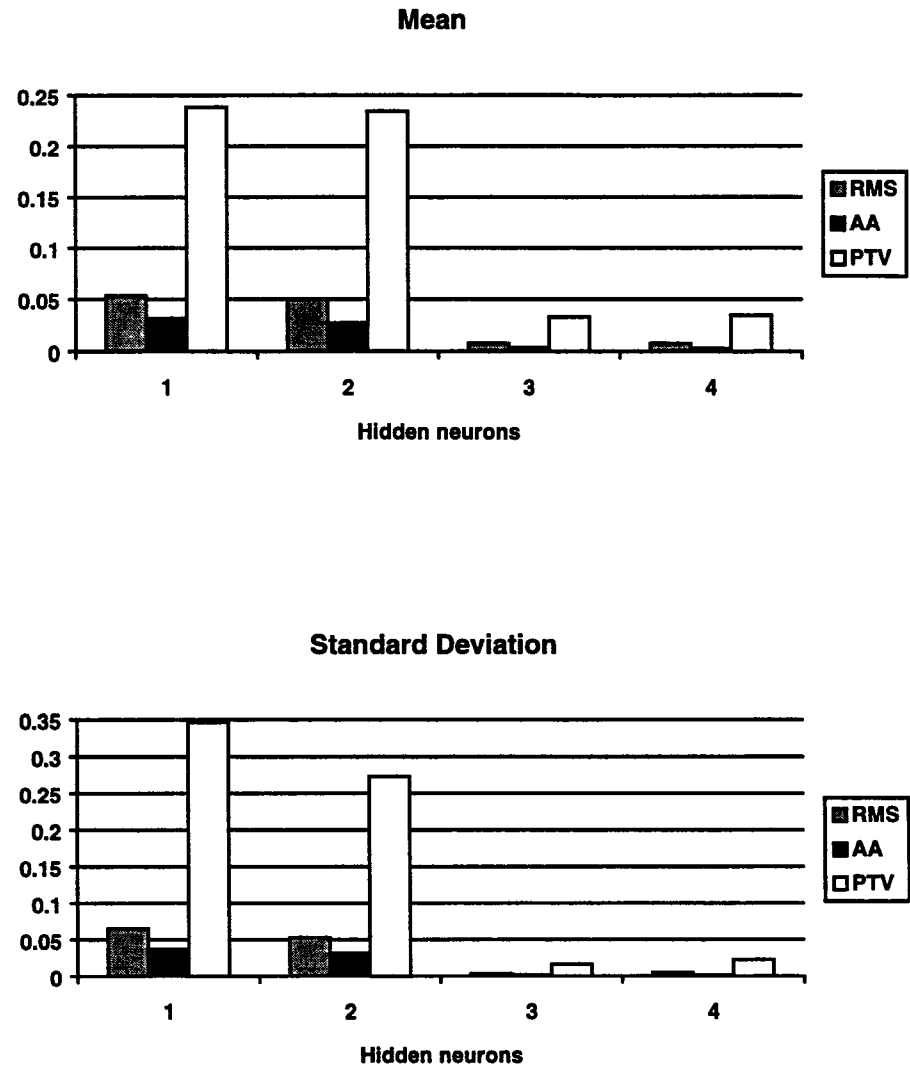 Mean
0.25
0.2
0.15
0.1
0.05
0
RMS
AA
PTV
1 2 3 4
Hidden neurons
Standard Deviation
0.35
0.3
0.25
0.2
0.15
0.1
0.05
0
RMS
AA
PTV
1 2 3 4
Hidden neurons